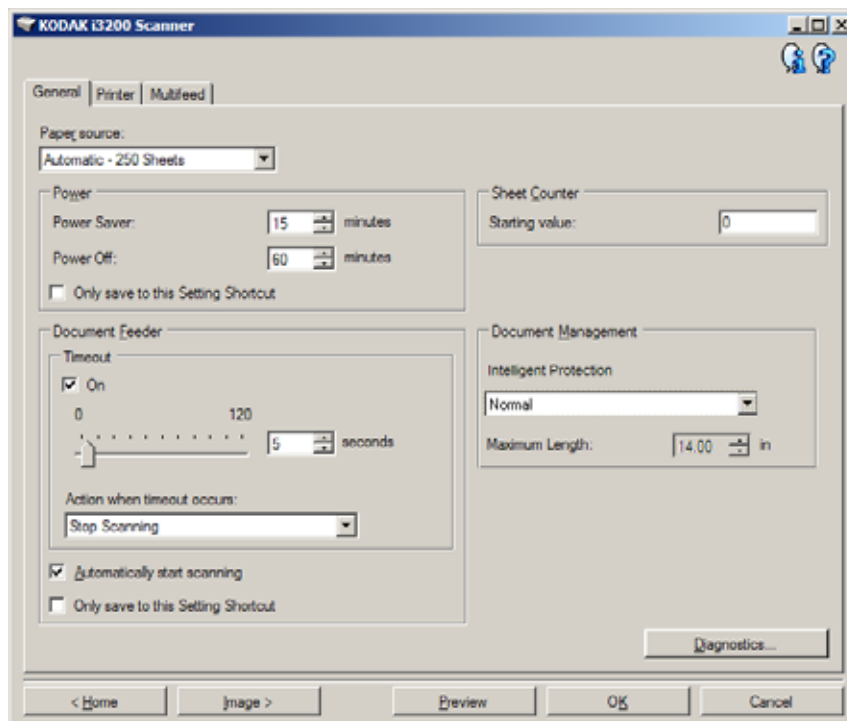 KODAK i3200 Scanner
General
Printer
Multifeed
Paper source:
Automatic - 250 Sheets
Power
Power Saver:
15
minutes
Power Off:
60
minutes
Only save to this Setting Shortcut
Sheet Counter
Starting value:
0
Document Feeder
Timeout
On
0
120
5
seconds
Action when timeout occurs:
Stop Scanning
Automatically start scanning
Only save to this Setting Shortcut
Document Management
Intelligent Protection
Normal
Maximum Length:
14.00
in
Diagnostics...
< Home
Image >
Preview
OK
Cancel